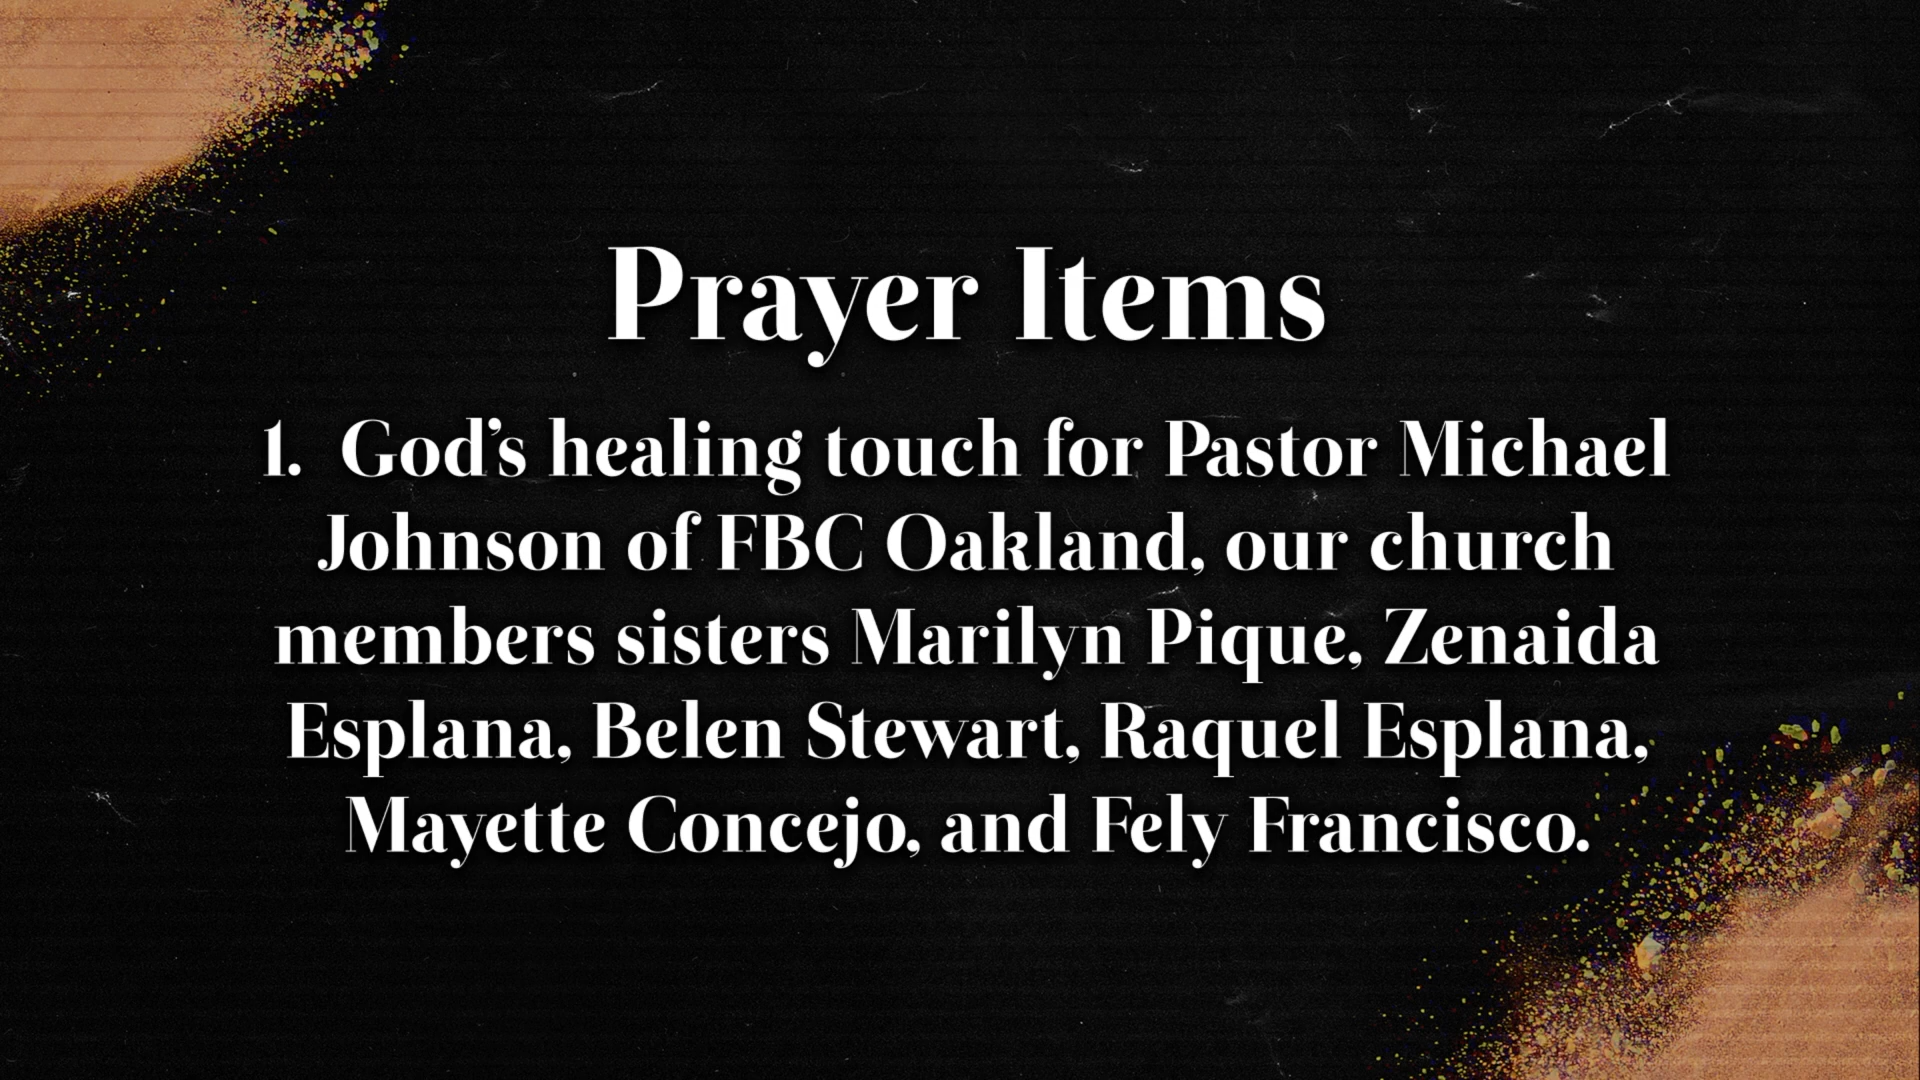 Prayer Items
1.  God’s healing touch for Pastor Michael
Johnson of FBC Oakland, our church
members sisters Marilyn Pique, Zenaida
Esplana, Belen Stewart, Raquel Esplana,
Mayette Concejo, and Fely Francisco.